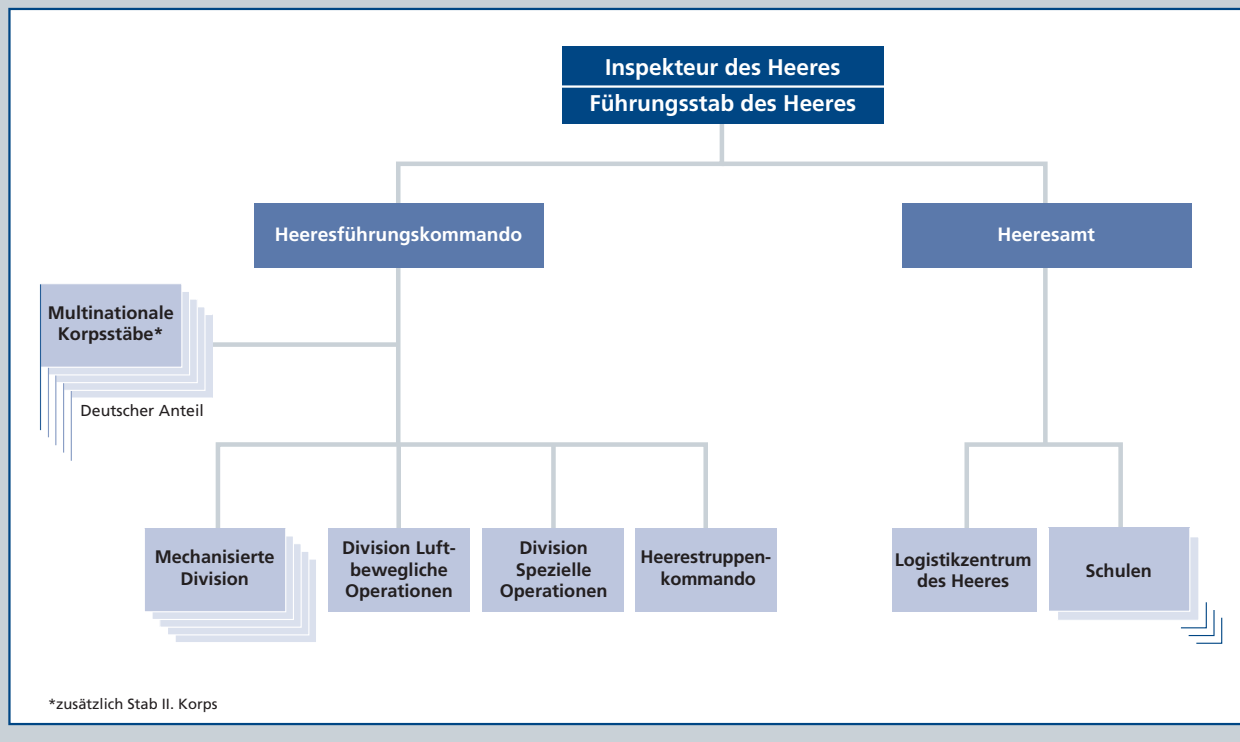 Inspekteur des Heeres
Führungsstab des Heeres
Heeresführungskommando
Heeresamt
Multinationale
Korpsstäbe*
Deutscher Anteil
Mechanisierte
Division
Division Luft-
bewegliche
Operationen
Division
Spezielle
Operationen
Heerestruppen-
kommando
Logistikzentrum
des Heeres
Schulen
*zusätzlich Stab II. Korps